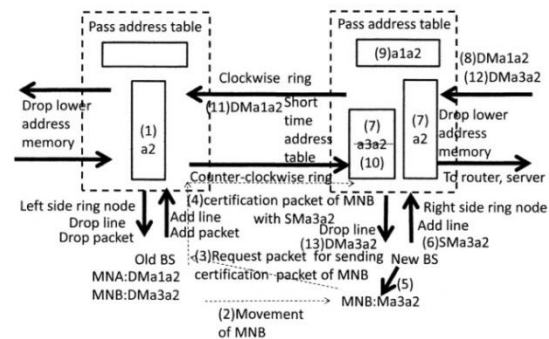 Pass address table
Pass address table
(9)a1a2
(8)DMa1a2
(12)DMa3a2
Clockwise ring
(11)DMa1a2
Drop lower
address
memory
(1)
a2
Short
time
address
table
(7)
a3a2
(10)
(7)
a2
Drop lower
address
memory
Counter-clockwise ring
To router, server
(4)certification packet of MNB
with SMa3a2
Left side ring node
Drop line
Drop packet
Add line
Add packet
Right side ring node
Add line
(6)SMa3a2
Drop line
(13)DMa3a2
Old BS
(3)Request packet for sending
certification packet of MNB
New BS
MNA:DMa1a2
MNB:DMa3a2
(5)
MNB:Ma3a2
(2)Movement
of MNB